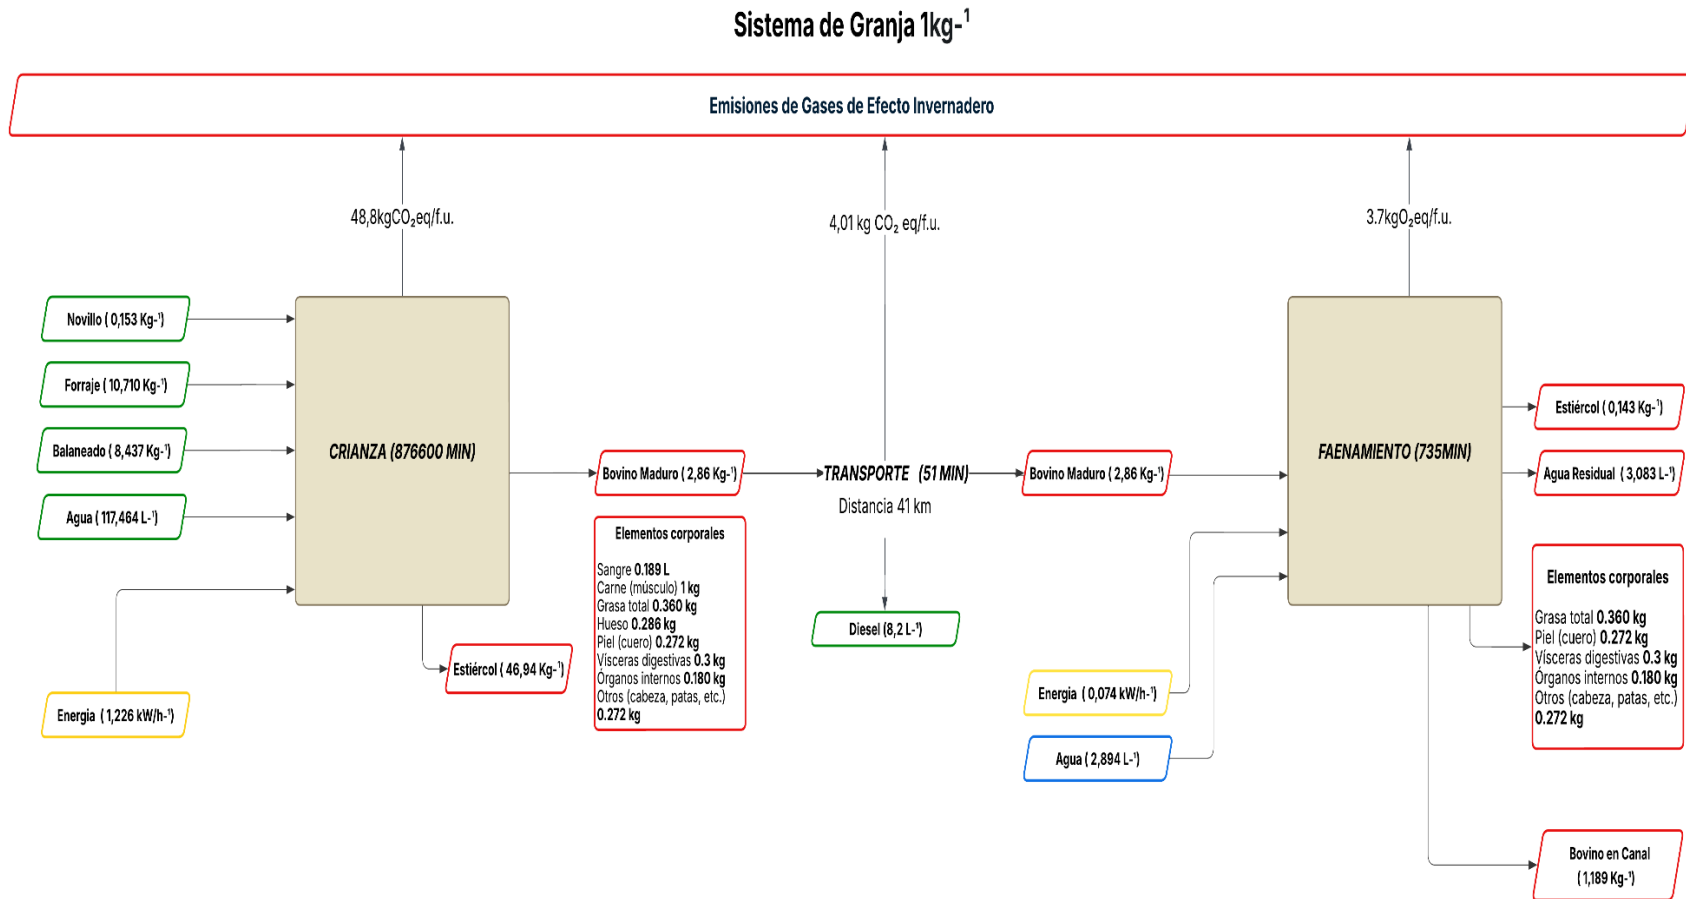 Sistema de Granja 1kg-¹
Emisiones de Gases de Efecto Invernadero
48,8kgCO₂eq/f.u.
4,01 kg CO₂ eq/f.u.
3.7kgO₂eq/f.u.
Novillo ( 0,153 Kg-¹)
Forraje ( 10,710 Kg-¹)
Balaneado ( 8,437 Kg-¹)
Agua ( 117,464 L-¹)
Energia ( 1,226 kW/h-¹)
CRIANZA (876600 MIN)
Estiércol ( 46,94 Kg-¹)
Bovino Maduro ( 2,86 Kg-¹)
Elementos corporales
Sangre 0.189 L
Carne (músculo) 1 kg
Grasa total 0.360 kg
Hueso 0.286 kg
Piel (cuero) 0.272 kg
Vísceras digestivas 0.3 kg
Órganos internos 0.180 kg
Otros (cabeza, patas, etc.)
0.272 kg
TRANSPORTE (51 MIN)
Distancia 41 km
Diesel (8,2 L-¹)
Bovino Maduro ( 2,86 Kg-¹)
Energia ( 0,074 kW/h-¹)
Agua ( 2,894 L-¹)
FAENAMIENTO (735MIN)
Estiércol ( 0,143 Kg-¹)
Agua Residual ( 3,083 L-¹)
Elementos corporales
Grasa total 0.360 kg
Piel (cuero) 0.272 kg
Vísceras digestivas 0.3 kg
Órganos internos 0.180 kg
Otros (cabeza, patas, etc.)
0.272 kg
Bovino en Canal
( 1,189 Kg-¹)